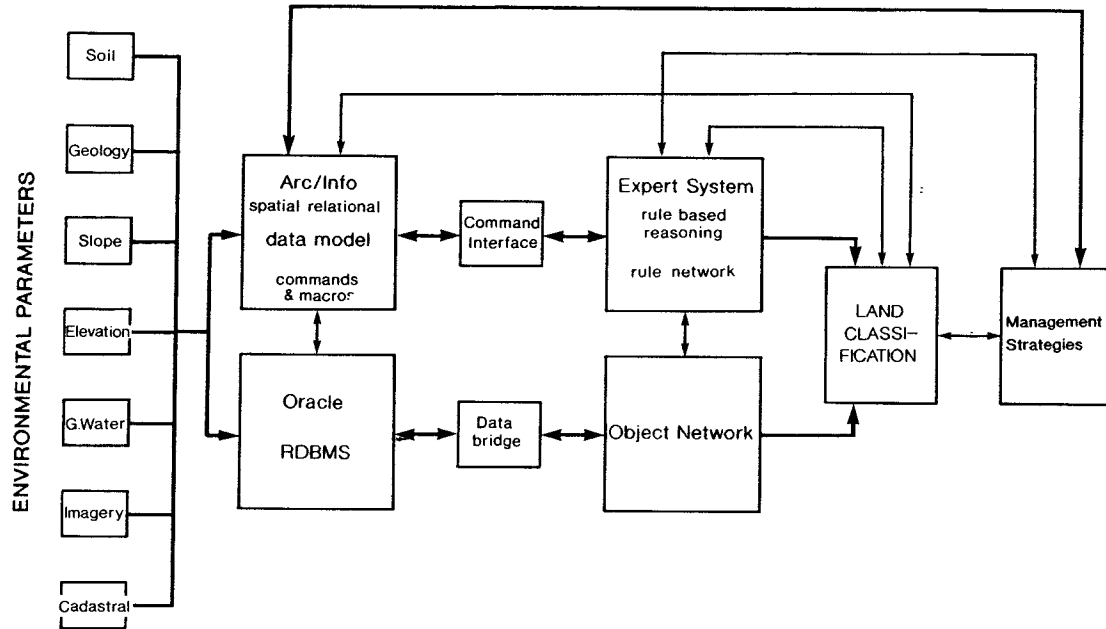 ENVIRONMENTAL PARAMETERS
Soil
Geology
Slope
Elevation
G.Water
Imagery
Cadastral
Arc/Info
spatial relational
data model
commands
& macros
Oracle
RDBMS
Command
Interface
Data
bridge
Expert System
rule based
reasoning
rule network
Object Network
LAND
CLASSI-
FICATION
Management
Strategies